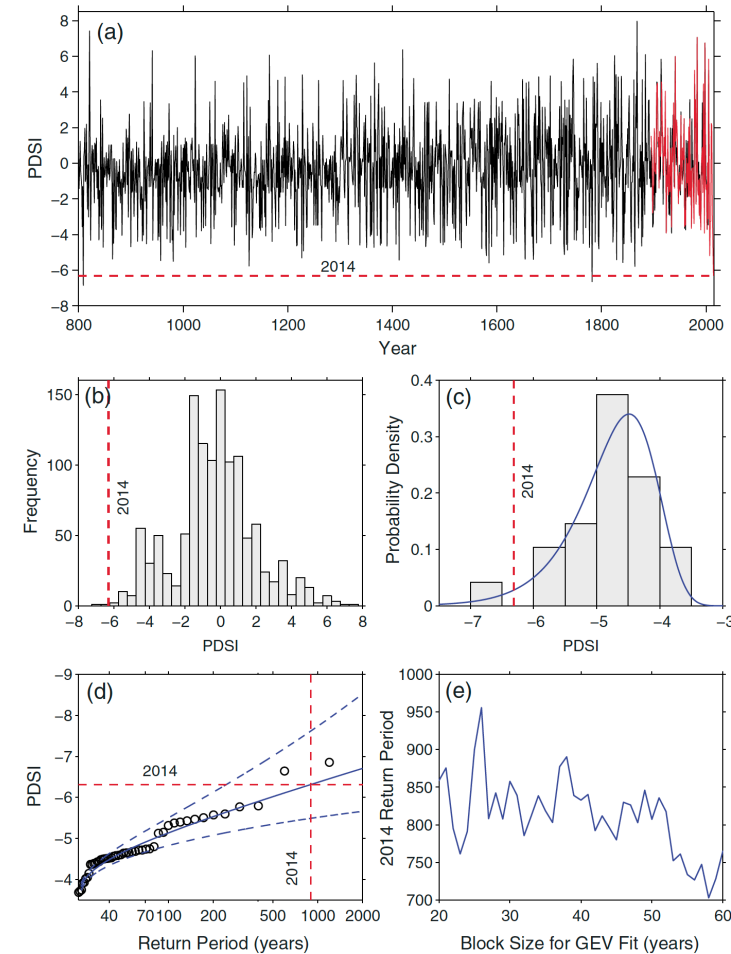 (a)
8
6
4
2
0
−2
−4
−6
−8
PDSI
2014
800 1000 1200 1400 1600 1800 2000
Year
(b)
150
100
50
0
Frequency
2014
−8 −6 −4 −2 0 2 4 6 8
PDSI
(c)
0.4
0.3
0.2
0.1
0
Probability Density
2014
−7 −6 −5 −4 −3
PDSI
(d)
−9
−8
−7
−6
−5
−4
PDSI
2014
2014
40 70 100 200 500 1000 2000
Return Period (years)
(e)
1000
950
900
850
800
750
700
2014 Return Period
20 30 40 50 60
Block Size for GEV Fit (years)